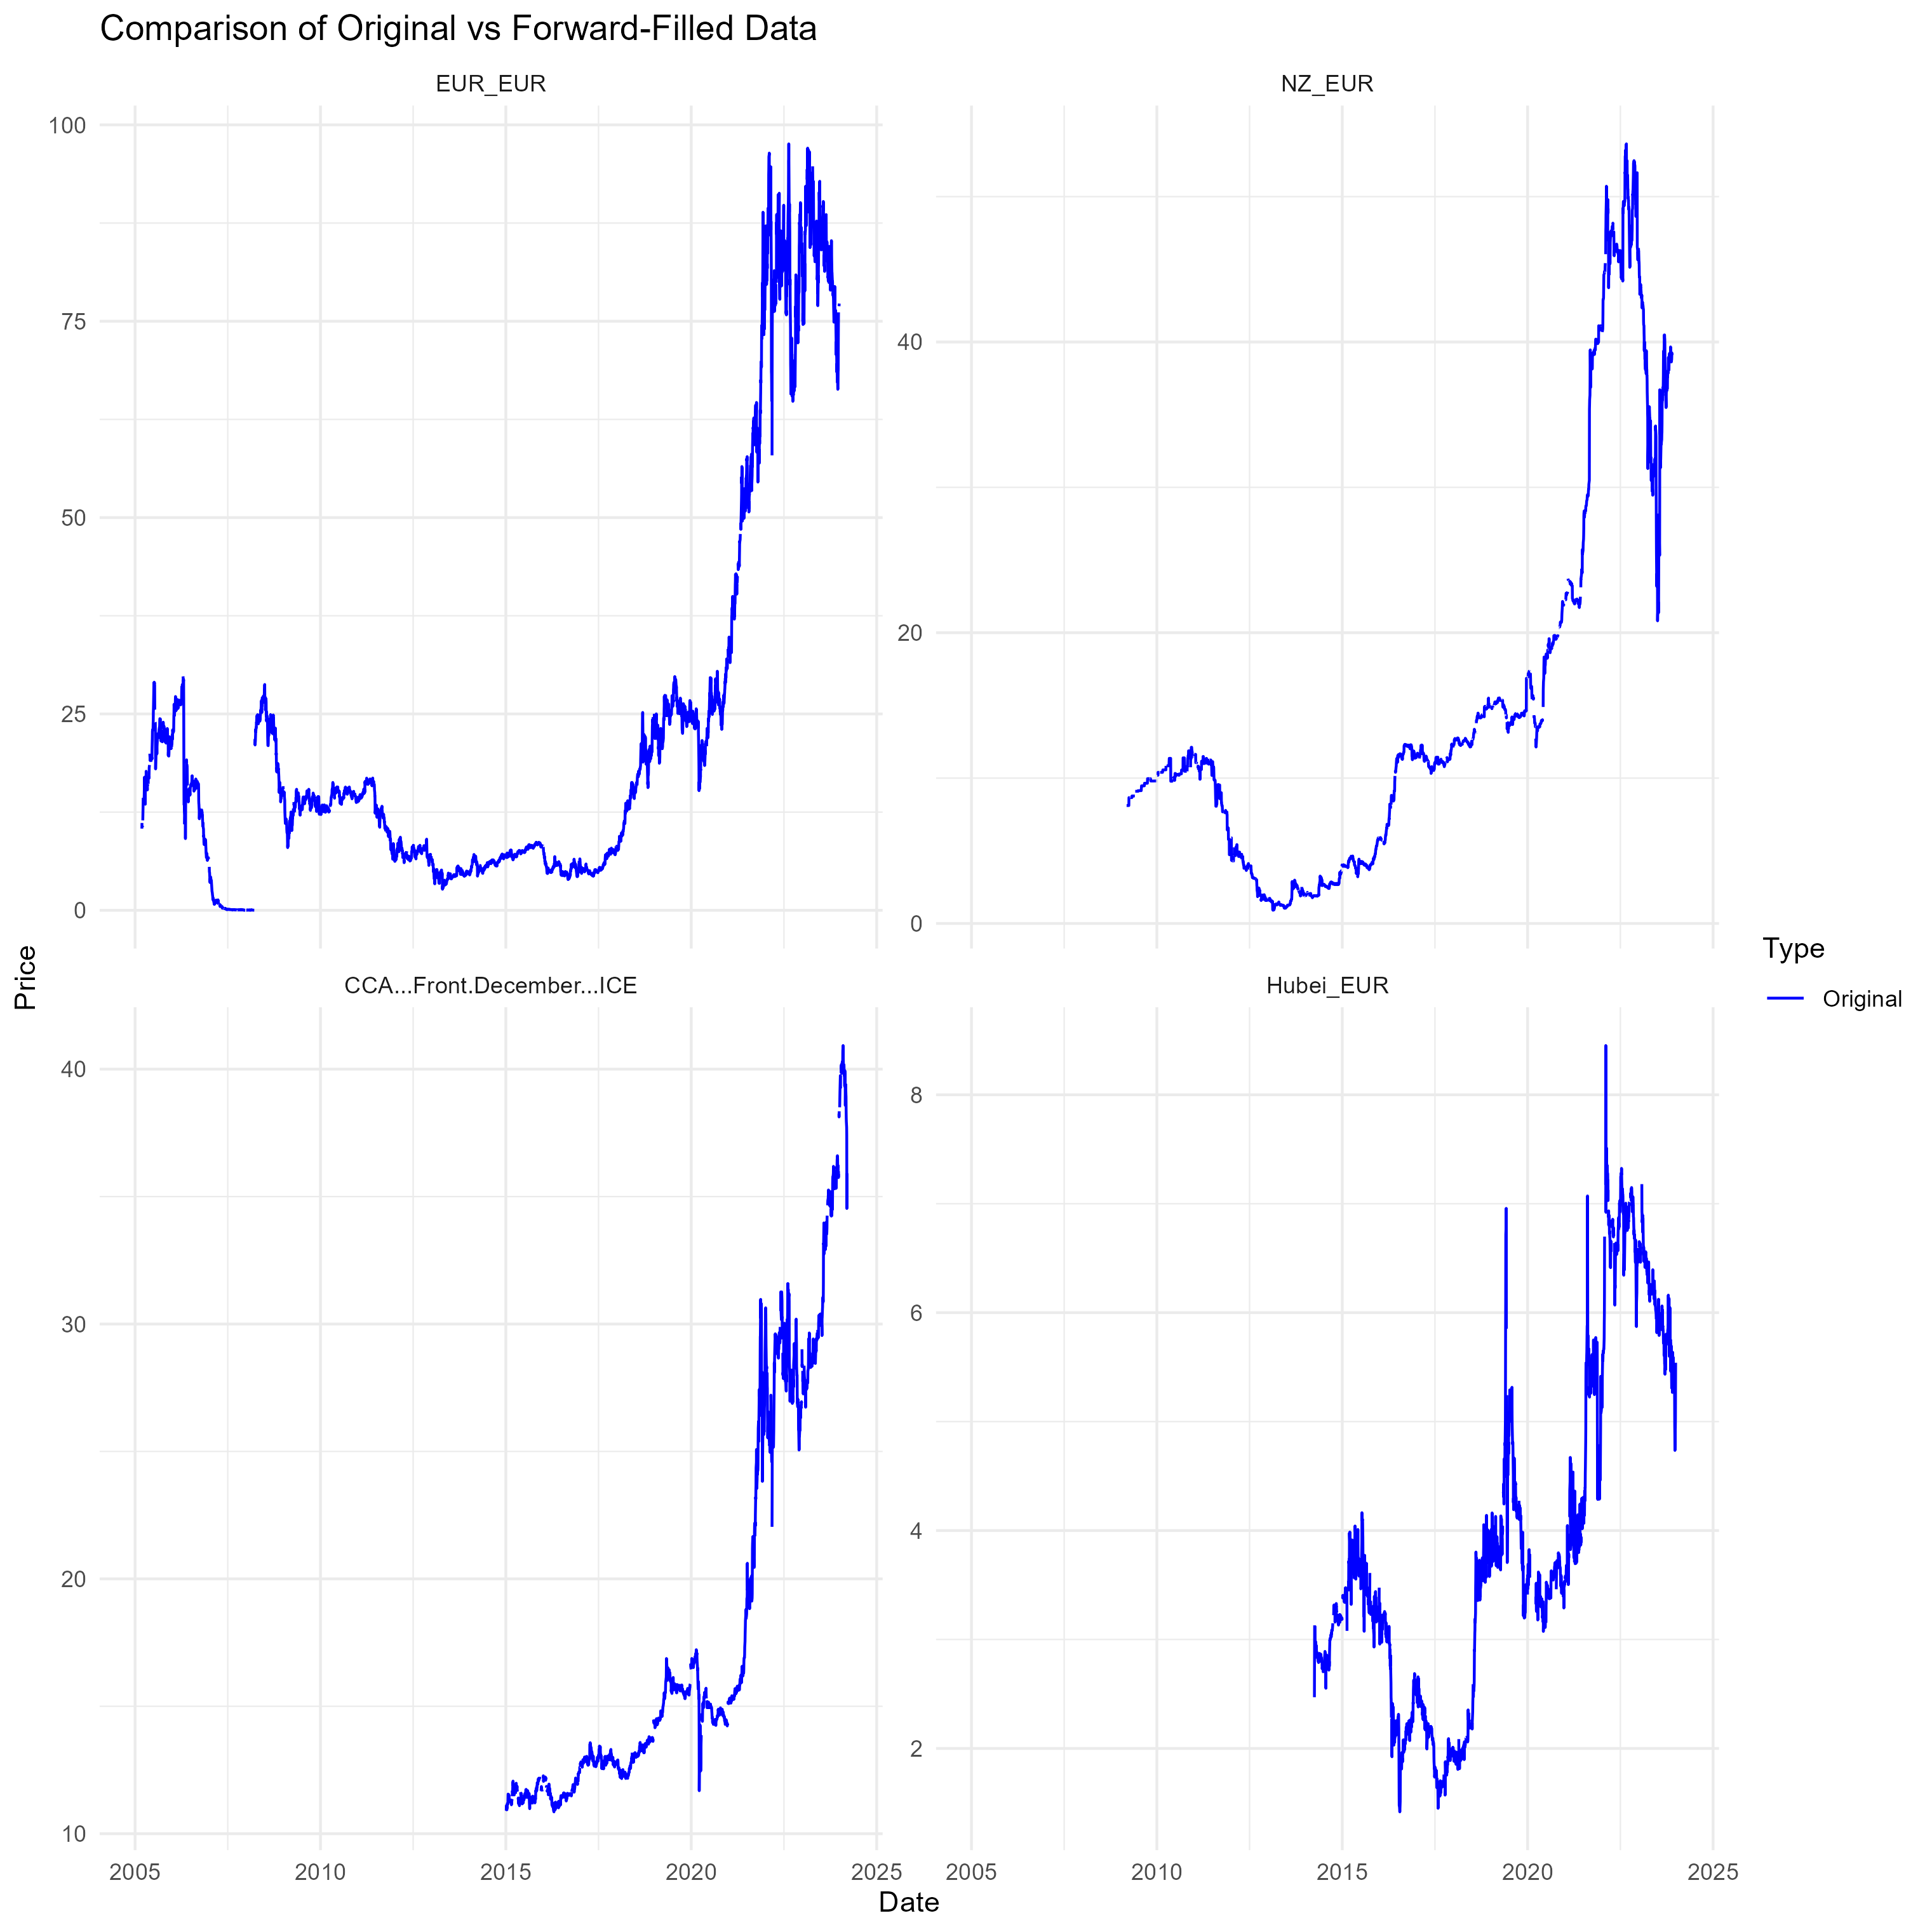 Comparison of Original vs Forward-Filled Data
EUR_EUR
NZ_EUR
100
75
50
25
0
40
20
0
Price
CCA...Front.December...ICE
Hubei_EUR
40
30
20
10
8
6
4
2
2005 2010 2015 2020 2025
2005 2010 2015 2020 2025
Date
Type
Original